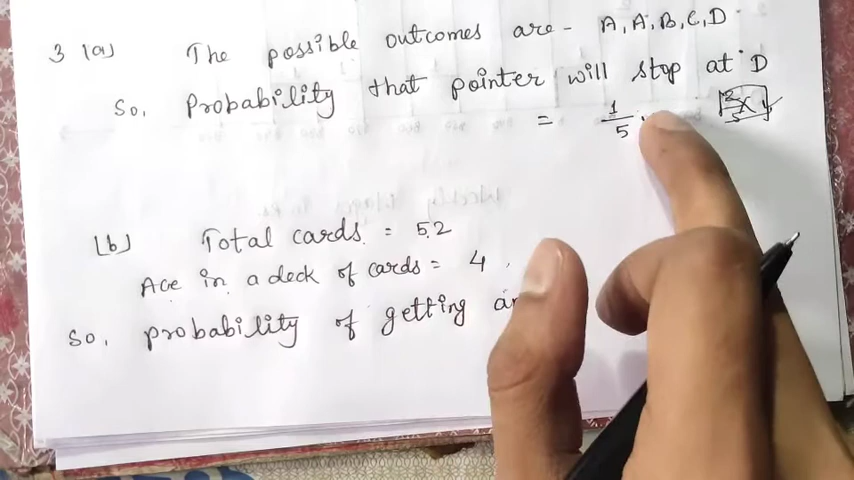 3 (a) The possible outcomes are - A, A, B, C, D
So, Probability that pointer will stop at D
= 1/5
[b] Total cards = 52
Ace in a deck of cards = 4
So, probability of getting